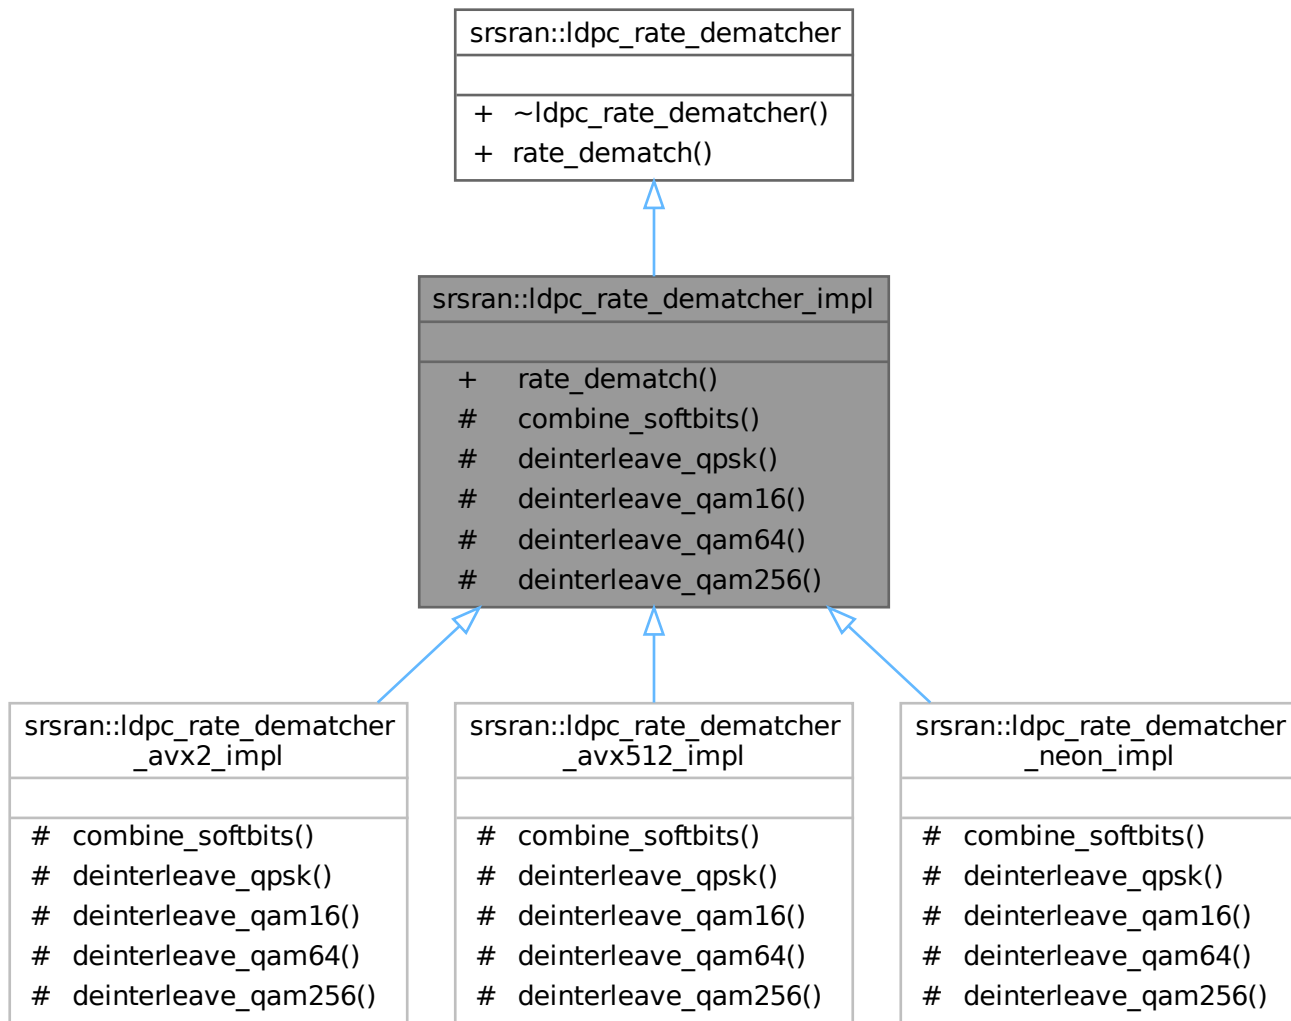 srsran::ldpc_rate_dematcher
+ ~ldpc_rate_dematcher()
+ rate_dematch()
srsran::ldpc_rate_dematcher_impl
+ rate_dematch()
# combine_softbits()
# deinterleave_qpsk()
# deinterleave_qam16()
# deinterleave_qam64()
# deinterleave_qam256()
srsran::ldpc_rate_dematcher
_avx2_impl
# combine_softbits()
# deinterleave_qpsk()
# deinterleave_qam16()
# deinterleave_qam64()
# deinterleave_qam256()
srsran::ldpc_rate_dematcher
_avx512_impl
# combine_softbits()
# deinterleave_qpsk()
# deinterleave_qam16()
# deinterleave_qam64()
# deinterleave_qam256()
srsran::ldpc_rate_dematcher
_neon_impl
# combine_softbits()
# deinterleave_qpsk()
# deinterleave_qam16()
# deinterleave_qam64()
# deinterleave_qam256()